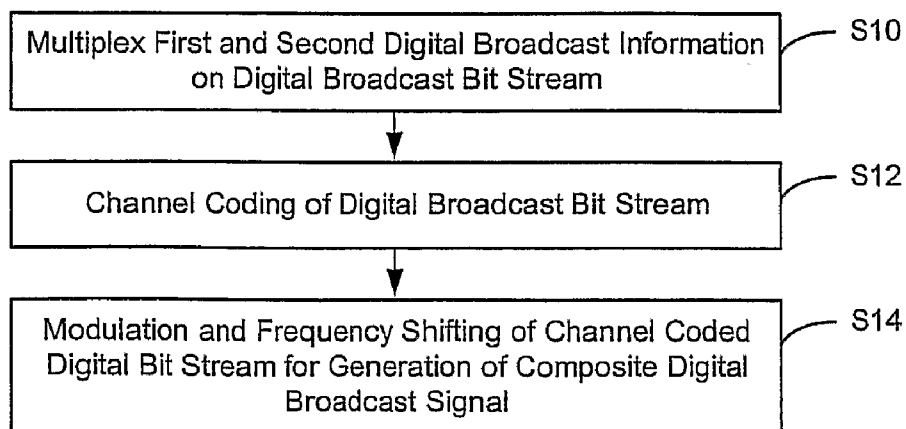 Multiplex First and Second Digital Broadcast Information
on Digital Broadcast Bit Stream
S10
Channel Coding of Digital Broadcast Bit Stream
S12
Modulation and Frequency Shifting of Channel Coded
Digital Bit Stream for Generation of Composite Digital
Broadcast Signal
S14